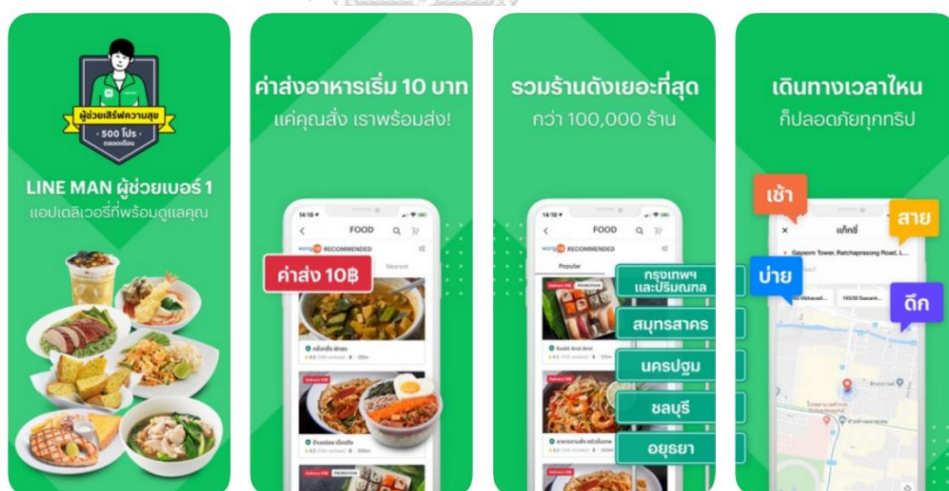 ผู้ช่วยเสิร์ฟความสุข
- 500 โปร -
ตลอดเดือน
LINE MAN ผู้ช่วยเบอร์ 1
แอปเดลิเวอรี่ที่พร้อมดูแลคุณ
ค่าส่งอาหารเริ่ม 10 บาท
แค่คุณสั่ง เราพร้อมส่ง!
14:18
FOOD
wongnai RECOMMENDED
Nearest
ค่าส่ง 10฿
รวมร้านดังเยอะที่สุด
กว่า 100,000 ร้าน
14:18
FOOD
RECOMMENDED
Popular
กรุงเทพฯ
และปริมณฑล
สมุทรสาคร
นครปฐม
ชลบุรี
อยุธยา
เดินทางเวลาไหน
ก็ปลอดภัยทุกทริป
เช้า
สาย
แท็กซี่
Gaysorn Tower, Ratchaprasong Road, L...
บ่าย
ดึก